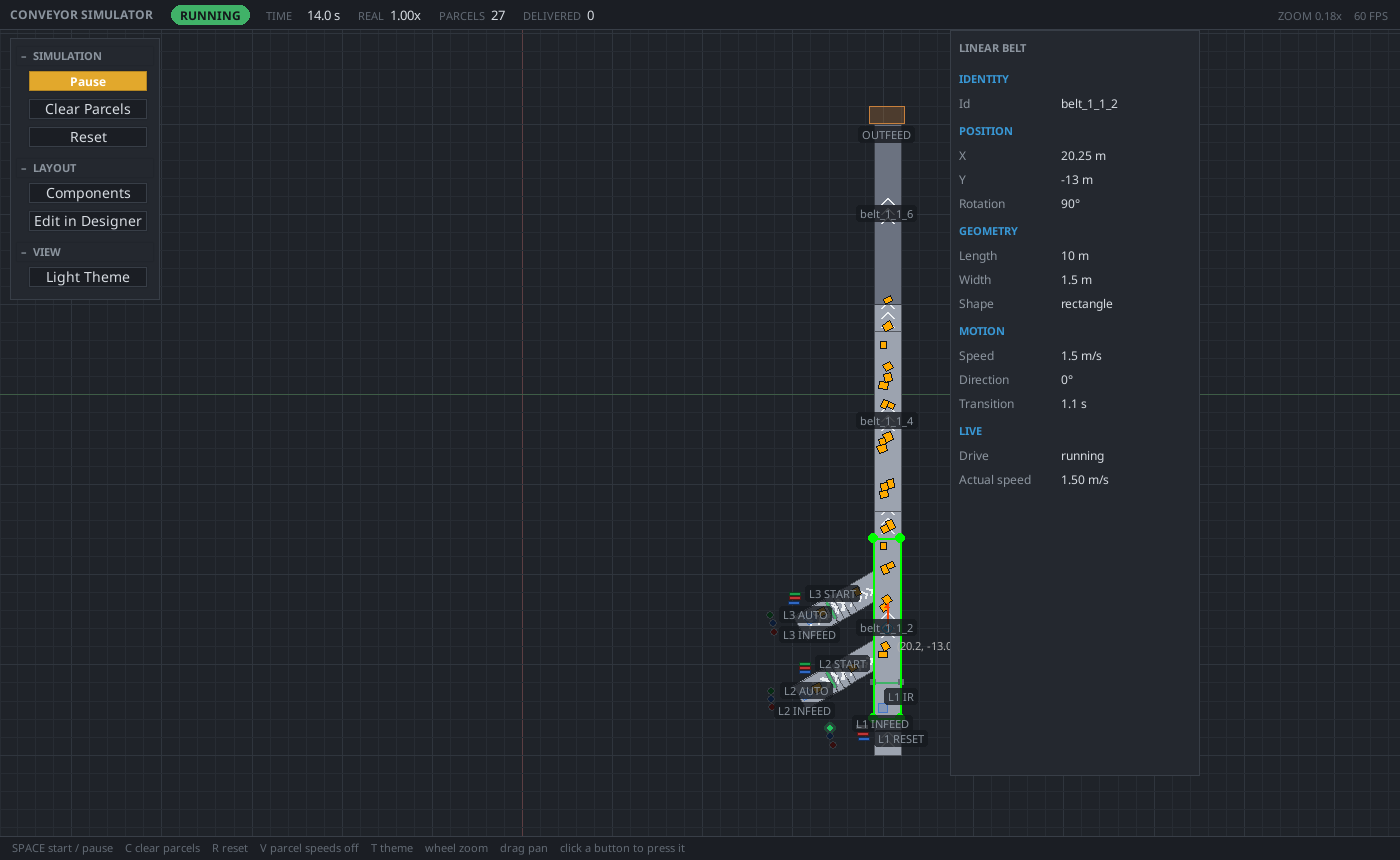 CONVEYOR SIMULATOR RUNNING TIME 14.0 s REAL 1.00x PARCELS 27 DELIVERED 0 ZOOM 0.18x 60 FPS
– SIMULATION
Pause
Clear Parcels
Reset
– LAYOUT
Components
Edit in Designer
– VIEW
Light Theme
OUTFEED
belt_1_1_6
belt_1_1_4
L3 START
L3 AUTO
L3 INFEED
belt_1_1_2
(20.2, -13.0
L2 START
L2 AUTO
L2 INFEED
L1 IR
L1 INFEED
L1 RESET
LINEAR BELT
IDENTITY
Id belt_1_1_2
POSITION
X 20.25 m
Y -13 m
Rotation 90°
GEOMETRY
Length 10 m
Width 1.5 m
Shape rectangle
MOTION
Speed 1.5 m/s
Direction 0°
Transition 1.1 s
LIVE
Drive running
Actual speed 1.50 m/s
SPACE start / pause C clear parcels R reset V parcel speeds off T theme wheel zoom drag pan click a button to press it